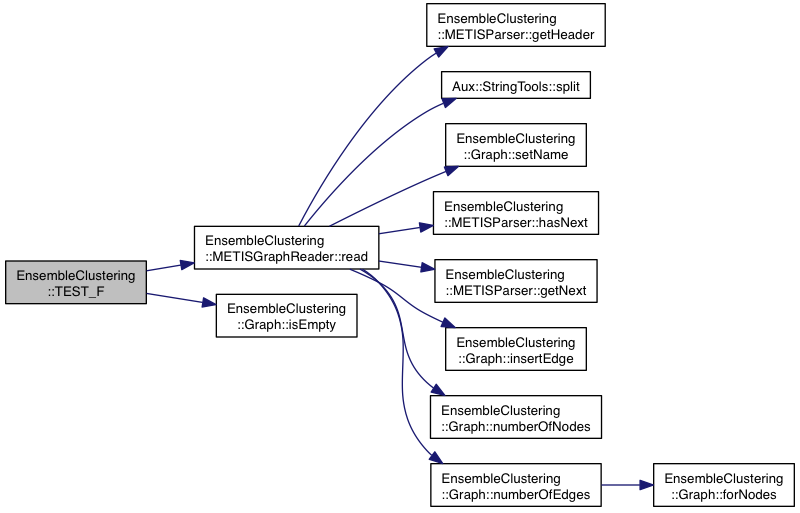 EnsembleClustering
::TEST_F
EnsembleClustering
::METISGraphReader::read
EnsembleClustering
::Graph::isEmpty
EnsembleClustering
::METISParser::getHeader
Aux::StringTools::split
EnsembleClustering
::Graph::setName
EnsembleClustering
::METISParser::hasNext
EnsembleClustering
::METISParser::getNext
EnsembleClustering
::Graph::insertEdge
EnsembleClustering
::Graph::numberOfNodes
EnsembleClustering
::Graph::numberOfEdges
EnsembleClustering
::Graph::forNodes